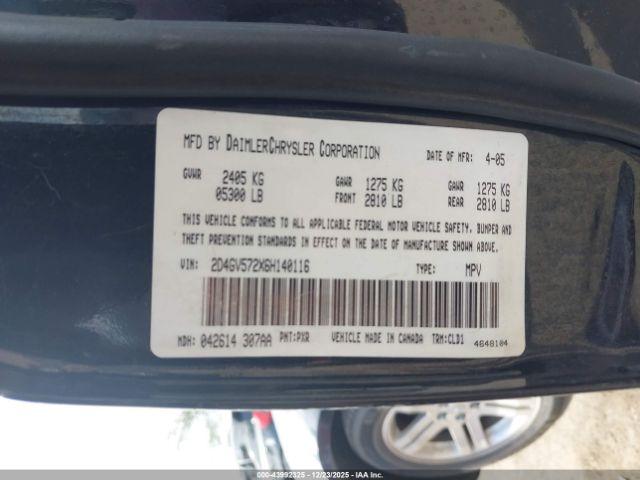 MFD BY DAIMLERCHRYSLER CORPORATION DATE OF MFR: 4-05
GVWR 2405 KG GAWR 1275 KG GAWR 1275 KG
05300 LB FRONT 2810 LB REAR 2810 LB
THIS VEHICLE CONFORMS TO ALL APPLICABLE FEDERAL MOTOR VEHICLE SAFETY, BUMPER AND
THEFT PREVENTION STANDARDS IN EFFECT ON THE DATE OF MANUFACTURE SHOWN ABOVE.
VIN: 2D4GV572X6H140116 TYPE: MPV
MDH: 042614 307AA PNT:PXR VEHICLE MADE IN CANADA TRM:CLD1 4648104
000-43992325 - 12/23/2025 - IAAI.CA